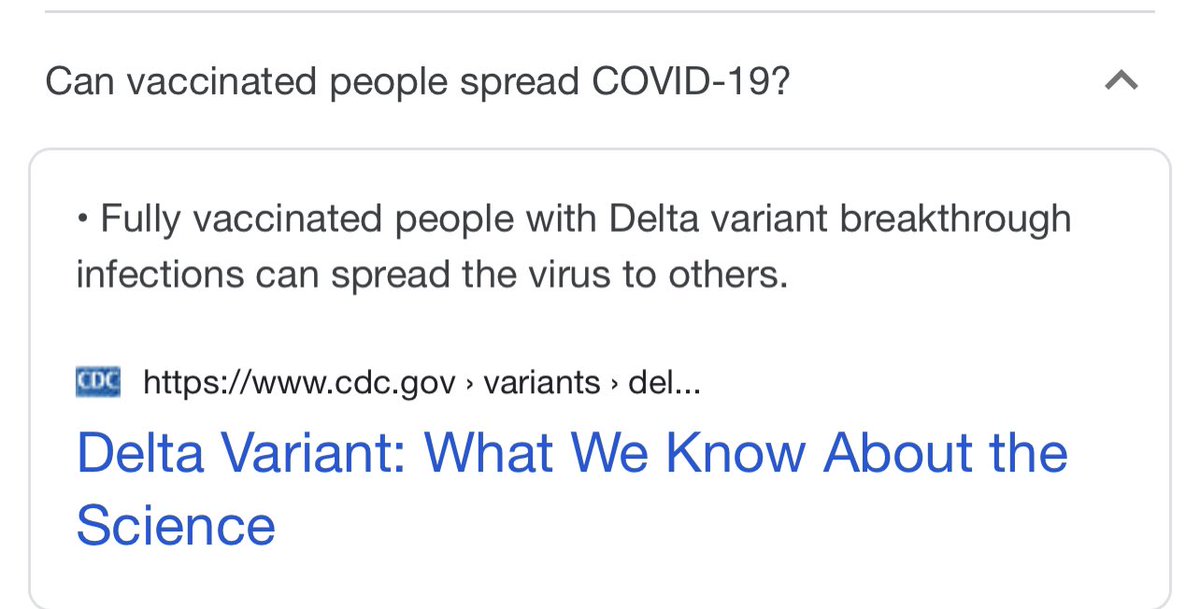 Can vaccinated people spread COVID-19?
• Fully vaccinated people with Delta variant breakthrough
infections can spread the virus to others.
CDC https://www.cdc.gov › variants › del...
Delta Variant: What We Know About the
Science